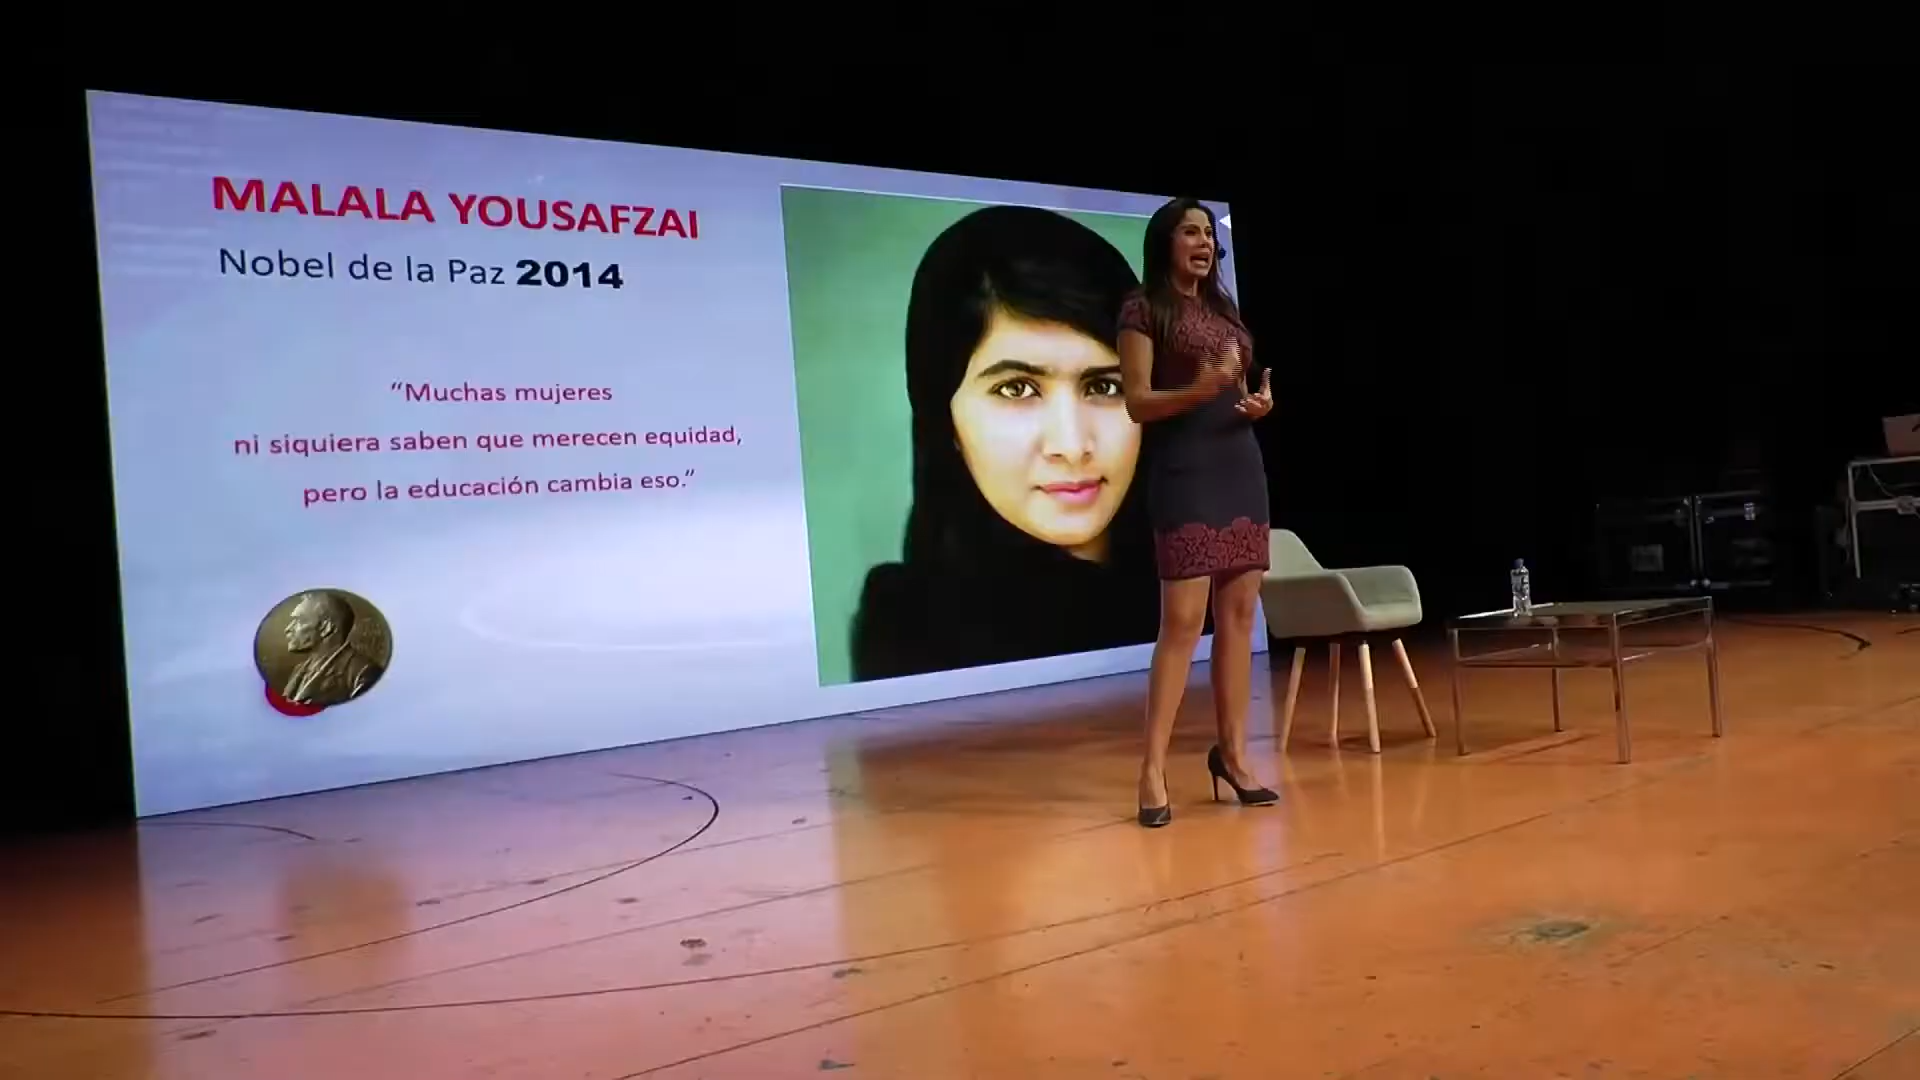 MALALA YOUSAFZAI
Nobel de la Paz 2014
“Muchas mujeres
ni siquiera saben que merecen equidad,
pero la educación cambia eso.”